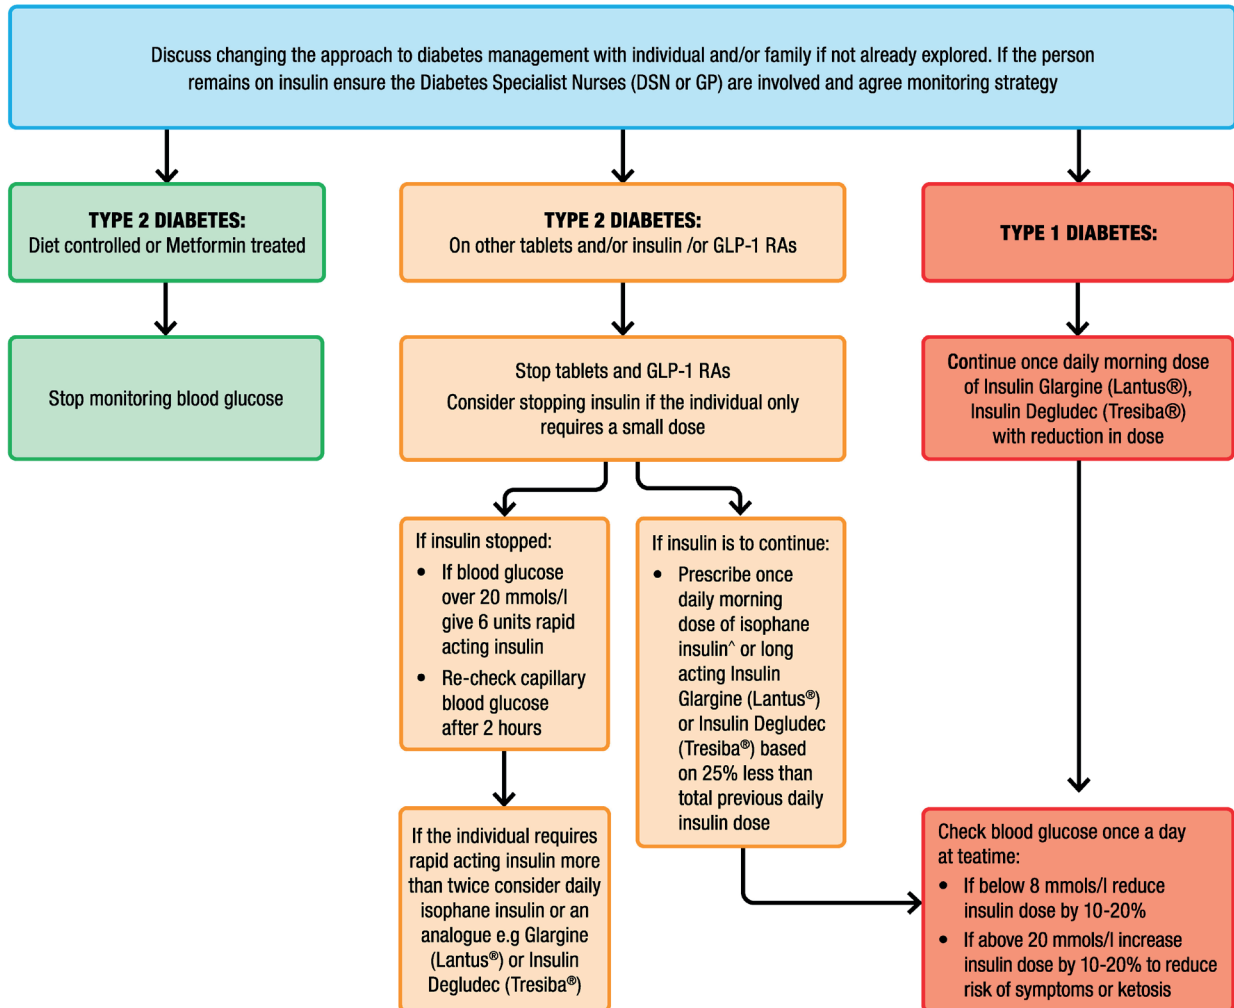 Discuss changing the approach to diabetes management with individual and/or family if not already explored. If the person
remains on insulin ensure the Diabetes Specialist Nurses (DSN or GP) are involved and agree monitoring strategy
TYPE 2 DIABETES:
Diet controlled or Metformin treated
Stop monitoring blood glucose
TYPE 2 DIABETES:
On other tablets and/or insulin /or GLP-1 RAs
Stop tablets and GLP-1 RAs
Consider stopping insulin if the individual only
requires a small dose
If insulin stopped:
• If blood glucose
over 20 mmols/l
give 6 units rapid
acting insulin
• Re-check capillary
blood glucose
after 2 hours
If the individual requires
rapid acting insulin more
than twice consider daily
isophane insulin or an
analogue e.g Glargine
(Lantus®) or Insulin
Degludec (Tresiba®)
If insulin is to continue:
• Prescribe once
daily morning
dose of isophane
insulin^ or long
acting Insulin
Glargine (Lantus®)
or Insulin Degludec
(Tresiba®) based
on 25% less than
total previous daily
insulin dose
TYPE 1 DIABETES:
Continue once daily morning dose
of Insulin Glargine (Lantus®),
Insulin Degludec (Tresiba®)
with reduction in dose
Check blood glucose once a day
at teatime:
• If below 8 mmols/l reduce
insulin dose by 10-20%
• If above 20 mmols/l increase
insulin dose by 10-20% to reduce
risk of symptoms or ketosis